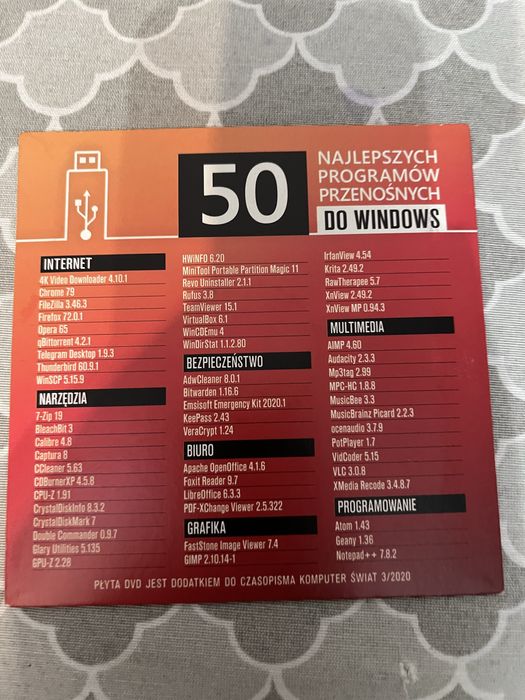 50
NAJLEPSZYCH
PROGRAMÓW
PRZENOŚNYCH
DO WINDOWS
INTERNET
4K Video Downloader 4.10.1
Chrome 79
FileZilla 3.46.3
Firefox 72.0.1
Opera 65
qBittorrent 4.2.1
Telegram Desktop 1.9.3
Thunderbird 60.9.1
WinSCP 5.15.9
NARZĘDZIA
7-Zip 19
BleachBit 3
Calibre 4.8
Captura 8
CCleaner 5.63
CDBurnerXP 4.5.8
CPU-Z 1.91
CrystalDiskInfo 8.3.2
CrystalDiskMark 7
Double Commander 0.9.7
Glary Utilities 5.135
GPU-Z 2.28
HWiNFO 6.20
MiniTool Portable Partition Magic 11
Revo Uninstaller 2.1.1
Rufus 3.8
TeamViewer 15.1
VirtualBox 6.1
WinCDEmu 4
WinDirStat 1.1.2.80
BEZPIECZEŃSTWO
AdwCleaner 8.0.1
Bitwarden 1.16.6
Emsisoft Emergency Kit 2020.1
KeePass 2.43
VeraCrypt 1.24
BIURO
Apache OpenOffice 4.1.6
Foxit Reader 9.7
LibreOffice 6.3.3
PDF-XChange Viewer 2.5.322
GRAFIKA
FastStone Image Viewer 7.4
GIMP 2.10.14-1
IrfanView 4.54
Krita 2.49.2
RawTherapee 5.7
XnView 2.49.2
XnView MP 0.94.3
MULTIMEDIA
AIMP 4.60
Audacity 2.3.3
Mp3tag 2.99
MPC-HC 1.8.8
MusicBee 3.3
MusicBrainz Picard 2.2.3
ocenaudio 3.7.9
PotPlayer 1.7
VidCoder 5.15
VLC 3.0.8
XMedia Recode 3.4.8.7
PROGRAMOWANIE
Atom 1.43
Geany 1.36
Notepad++ 7.8.2
PŁYTA DVD JEST DODATKIEM DO CZASOPISMA KOMPUTER ŚWIAT 3/2020